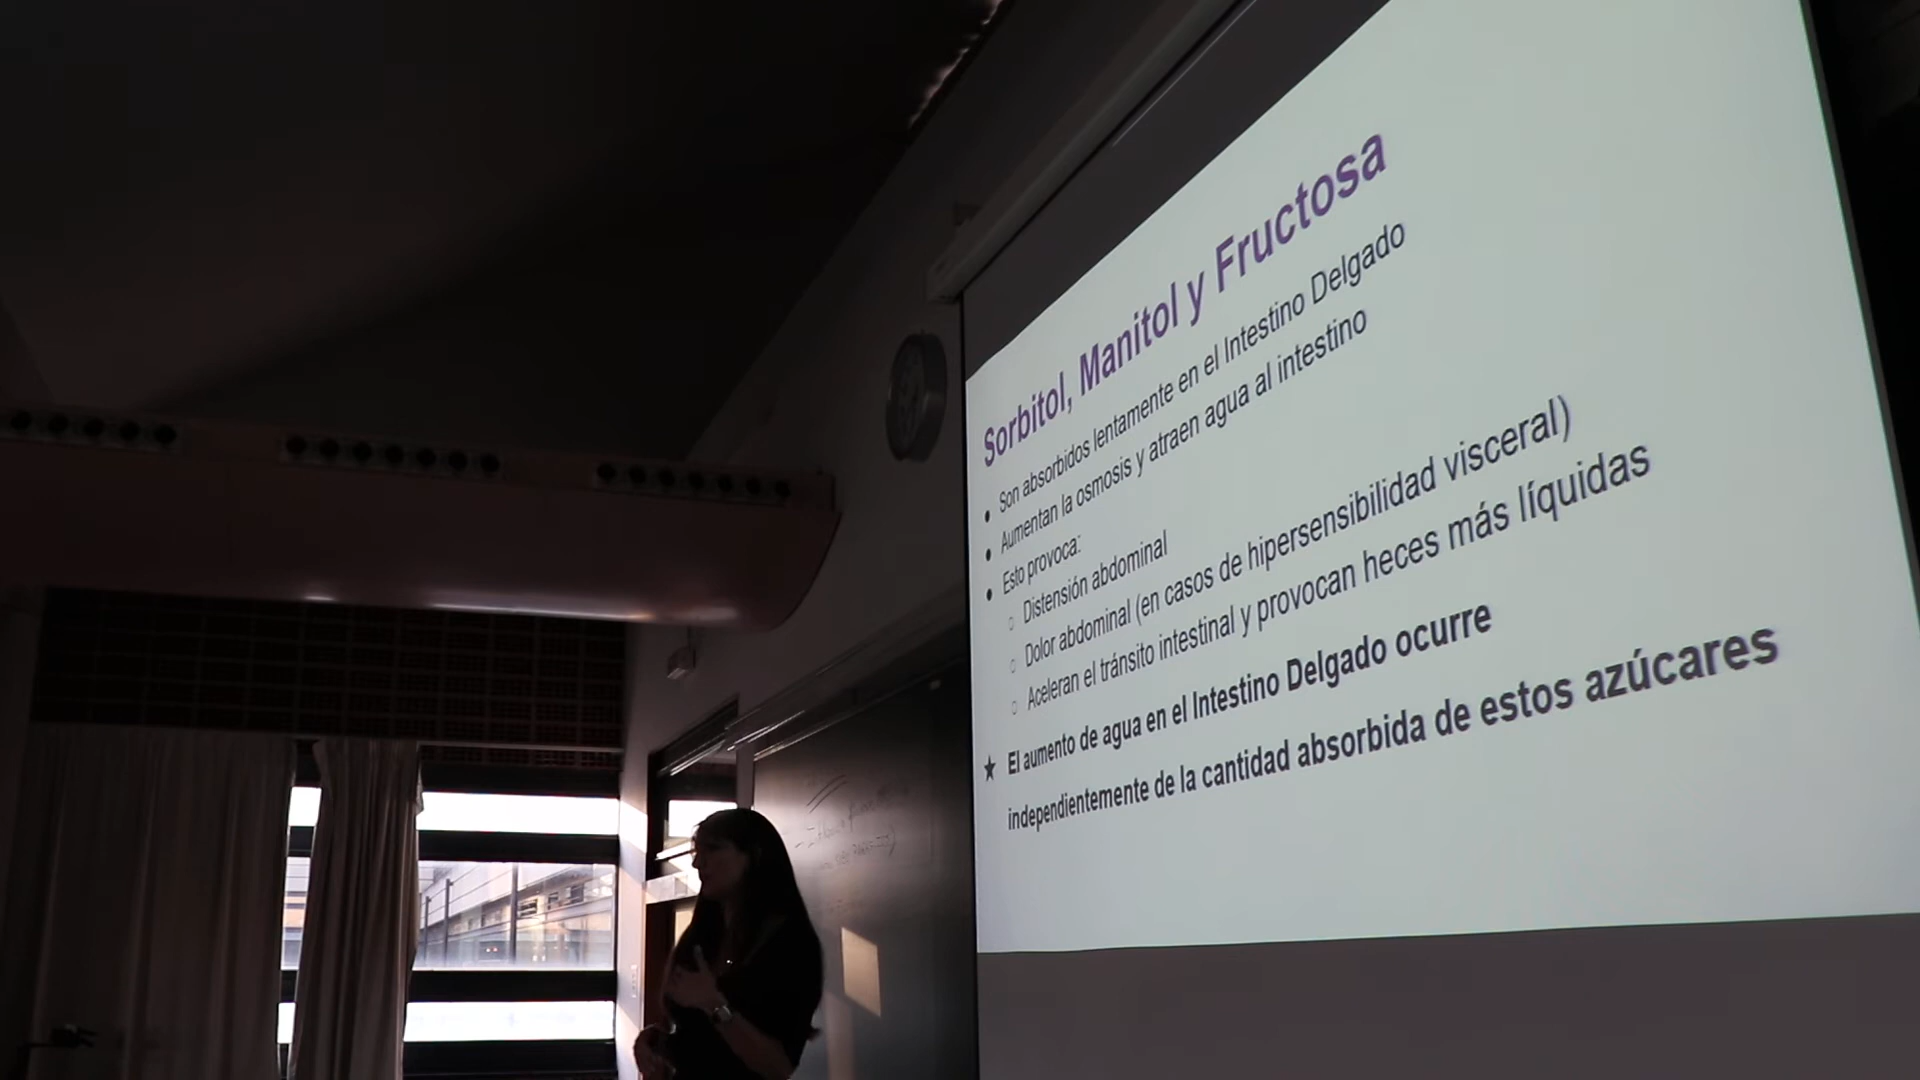 Sorbitol, Manitol y Fructosa
● Son absorbidos lentamente en el Intestino Delgado
● Aumentan la osmosis y atraen agua al intestino
● Esto provoca:
○ Distensión abdominal
○ Dolor abdominal (en casos de hipersensibilidad visceral)
○ Aceleran el tránsito intestinal y provocan heces más líquidas
★ El aumento de agua en el Intestino Delgado ocurre
independientemente de la cantidad absorbida de estos azúcares